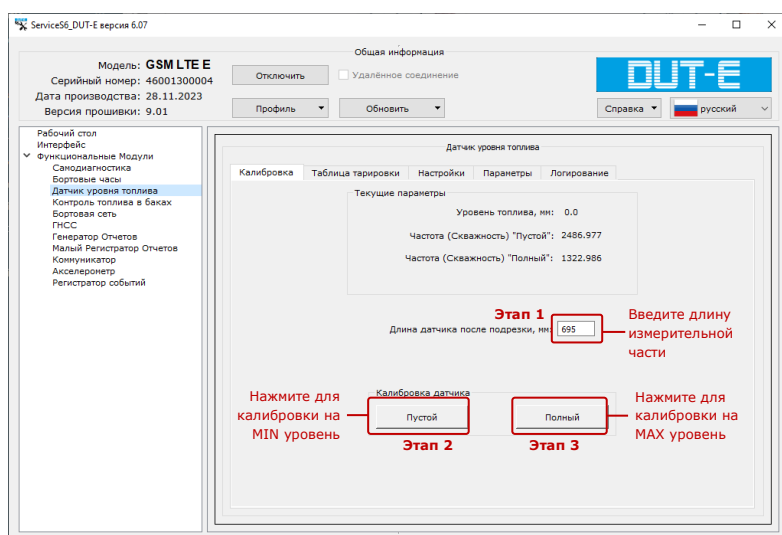 ServiceS6_DUT-E версия 6.07
Общая информация
Модель: GSM LTE E
Серийный номер: 46001300004
Дата производства: 28.11.2023
Версия прошивки: 9.01
Отключить
Удалённое соединение
Профиль
Обновить
DUT-E
Справка
русский
Рабочий стол
Интерфейс
Функциональные Модули
Самодиагностика
Бортовые часы
Датчик уровня топлива
Контроль топлива в баках
Бортовая сеть
ГНСС
Генератор Отчетов
Малый Регистратор Отчетов
Коммуникатор
Акселерометр
Регистратор событий
Датчик уровня топлива
Калибровка
Таблица тарировки
Настройки
Параметры
Логирование
Текущие параметры
Уровень топлива, мм: 0.0
Частота (Скважность) "Пустой": 2486.977
Частота (Скважность) "Полный": 1322.986
Этап 1
Длина датчика после подрезки, мм: 695
Введите длину
измерительной
части
Калибровка датчика
Нажмите для
калибровки на
MIN уровень
Пустой
Этап 2
Полный
Этап 3
Нажмите для
калибровки на
MAX уровень